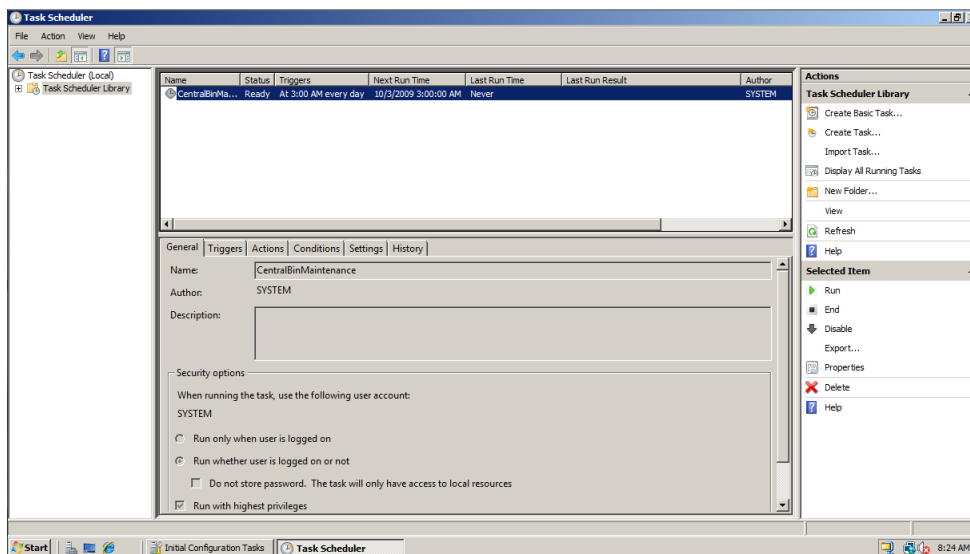 Task Scheduler
File Action View Help
Task Scheduler (Local)
Task Scheduler Library
Name Status Triggers Next Run Time Last Run Time Last Run Result Author
CentralBinMa... Ready At 3:00 AM every day 10/3/2009 3:00:00 AM Never SYSTEM
General Triggers Actions Conditions Settings History
Name: CentralBinMaintenance
Author: SYSTEM
Description:
Security options
When running the task, use the following user account:
SYSTEM
Run only when user is logged on
Run whether user is logged on or not
Do not store password. The task will only have access to local resources
Run with highest privileges
Actions
Task Scheduler Library
Create Basic Task...
Create Task...
Import Task...
Display All Running Tasks
New Folder...
View
Refresh
Help
Selected Item
Run
End
Disable
Export...
Properties
Delete
Help
Start Initial Configuration Tasks Task Scheduler 8:24 AM